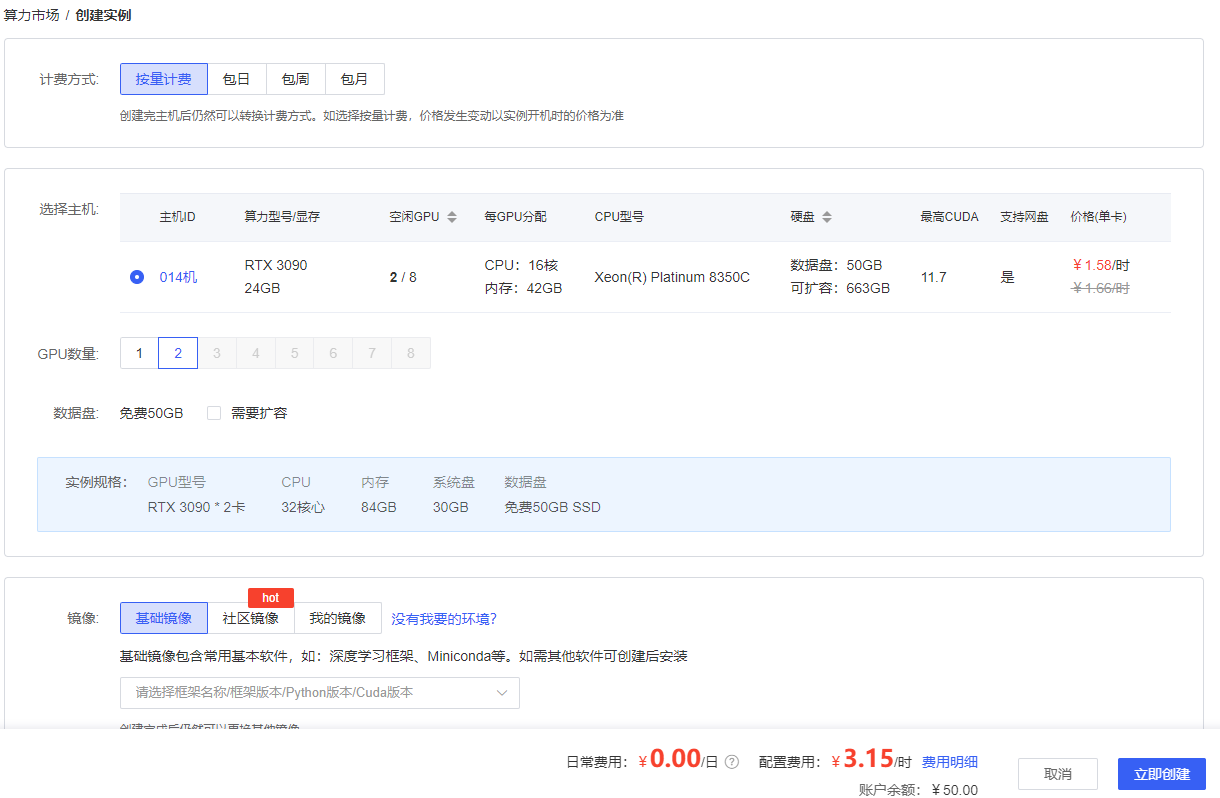 算力市场 / 创建实例
计费方式: 按量计费 包日 包周 包月
创建完主机后仍然可以转换计费方式。如选择按量计费，价格发生变动以实例开机时的价格为准
选择主机: 主机ID 算力型号/显存 空闲GPU 每GPU分配 CPU型号 硬盘 最高CUDA 支持网盘 价格(单卡)
014机 RTX 3090 24GB 2 / 8 CPU：16核 内存：42GB Xeon(R) Platinum 8350C 数据盘：50GB 可扩容：663GB 11.7 是 ￥1.58/时 ￥1.66/时
GPU数量: 1 2 3 4 5 6 7 8
数据盘: 免费50GB 需要扩容
实例规格： GPU型号 CPU 内存 系统盘 数据盘
RTX 3090 * 2卡 32核心 84GB 30GB 免费50GB SSD
hot
镜像: 基础镜像 社区镜像 我的镜像 没有我要的环境？
基础镜像包含常用基本软件，如：深度学习框架、Miniconda等。如需其他软件可创建后安装
请选择框架名称/框架版本/Python版本/Cuda版本
创建完成后仍然可以更换其他镜像
日常费用：￥0.00/日 ? 配置费用：￥3.15/时 费用明细
账户余额：￥50.00
取消 立即创建